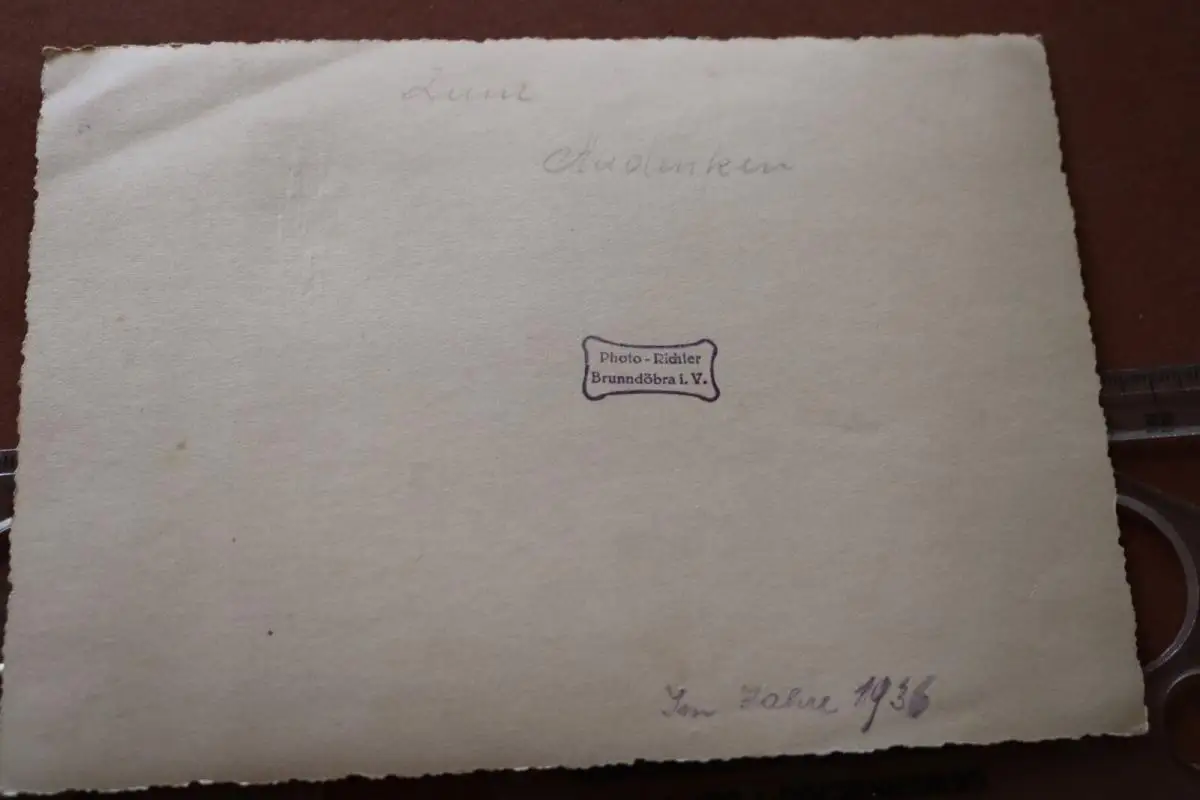 Zum
Andenken
Photo - Richter
Brunndöbra i. V.
Im Jahre 1936